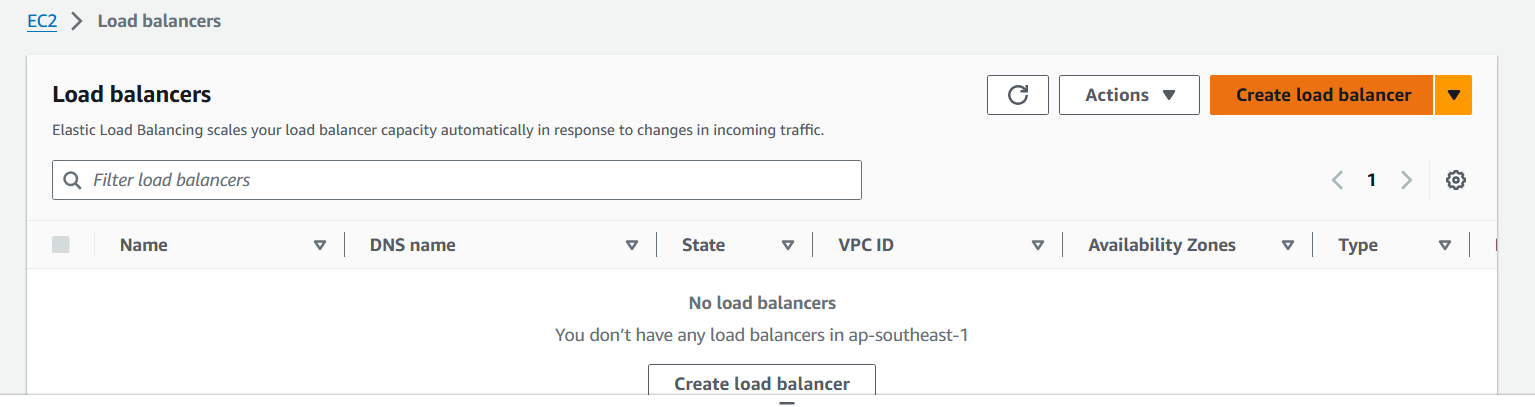 EC2 Load balancers
Load balancers
Actions
Create load balancer
Elastic Load Balancing scales your load balancer capacity automatically in response to changes in incoming traffic.
Filter load balancers
1
Name DNS name State VPC ID Availability Zones Type
No load balancers
You don’t have any load balancers in ap-southeast-1
Create load balancer